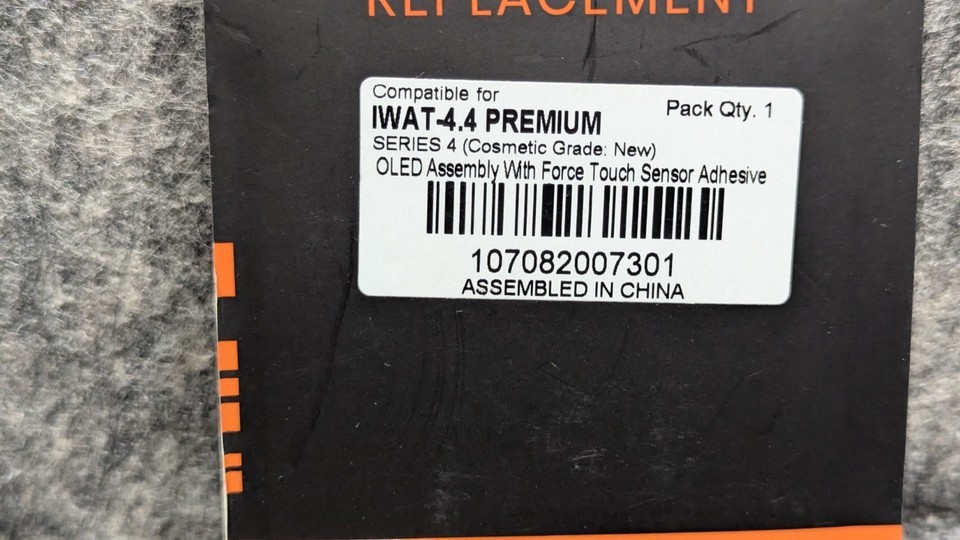 REPLACEMENT
Compatible for
IWAT-4.4 PREMIUM
Pack Qty. 1
SERIES 4 (Cosmetic Grade: New)
OLED Assembly With Force Touch Sensor Adhesive
107082007301
ASSEMBLED IN CHINA